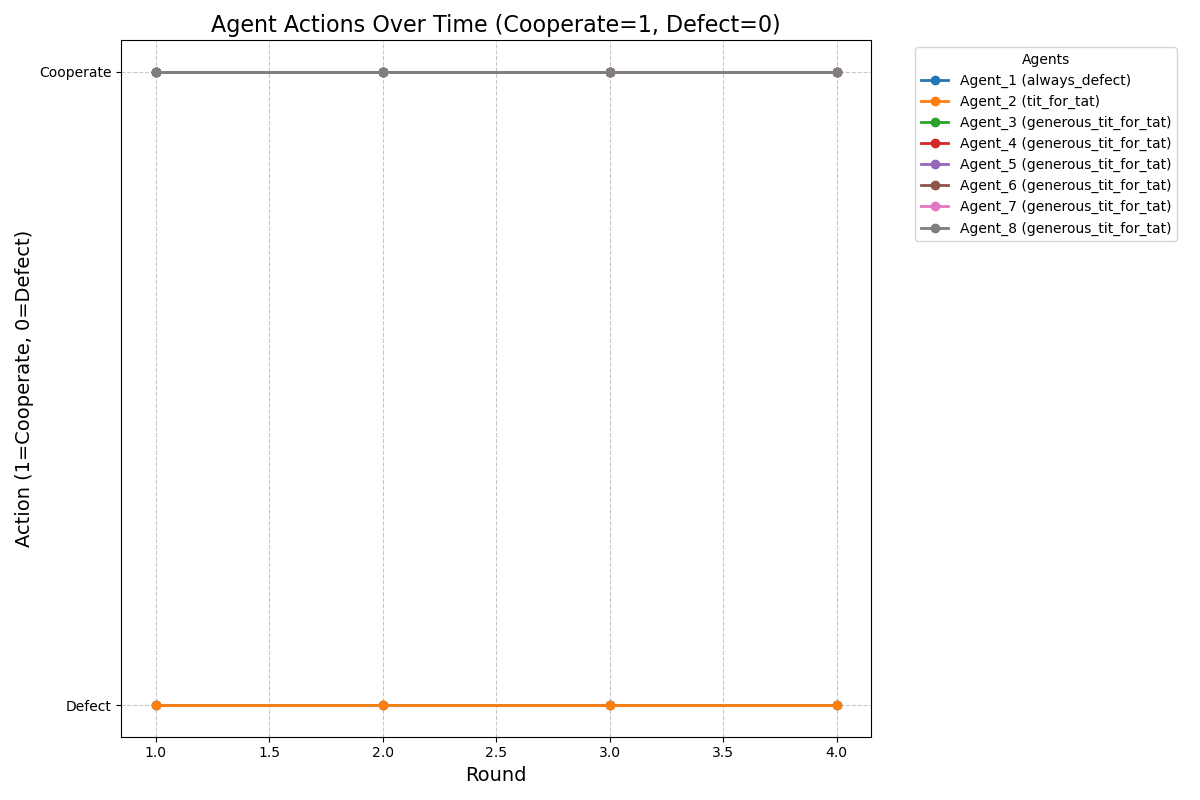 Agent Actions Over Time (Cooperate=1, Defect=0)
Action (1=Cooperate, 0=Defect)
Cooperate
Defect
1.0 1.5 2.0 2.5 3.0 3.5 4.0
Round
Agents
Agent_1 (always_defect)
Agent_2 (tit_for_tat)
Agent_3 (generous_tit_for_tat)
Agent_4 (generous_tit_for_tat)
Agent_5 (generous_tit_for_tat)
Agent_6 (generous_tit_for_tat)
Agent_7 (generous_tit_for_tat)
Agent_8 (generous_tit_for_tat)